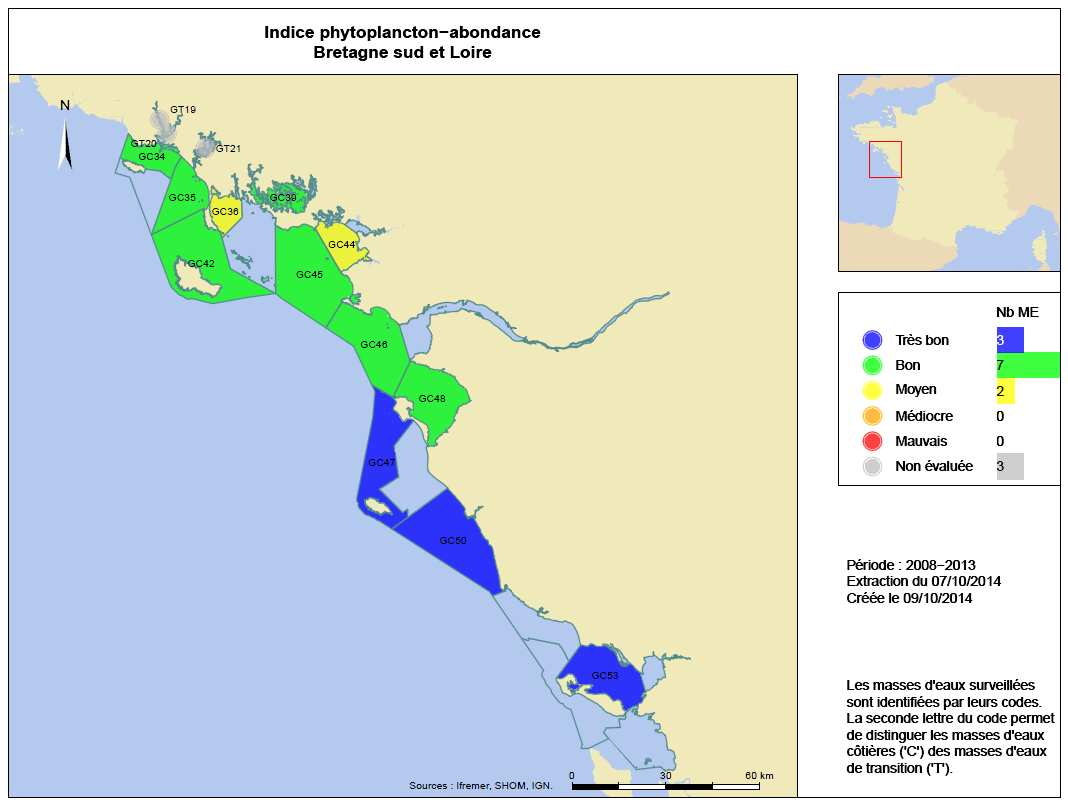 Indice phytoplancton−abondance
Bretagne sud et Loire
N
GT19
GT20
GC34
GT21
GC35
GC36
GC39
GC42
GC44
GC45
GC46
GC48
GC47
GC50
GC53
Sources : Ifremer, SHOM, IGN.
0 30 60 km
Nb ME
Très bon 3
Bon 7
Moyen 2
Médiocre 0
Mauvais 0
Non évaluée 3
Période : 2008−2013
Extraction du 07/10/2014
Créée le 09/10/2014
Les masses d'eaux surveillées
sont identifiées par leurs codes.
La seconde lettre du code permet
de distinguer les masses d'eaux
côtières ('C') des masses d'eaux
de transition ('T').